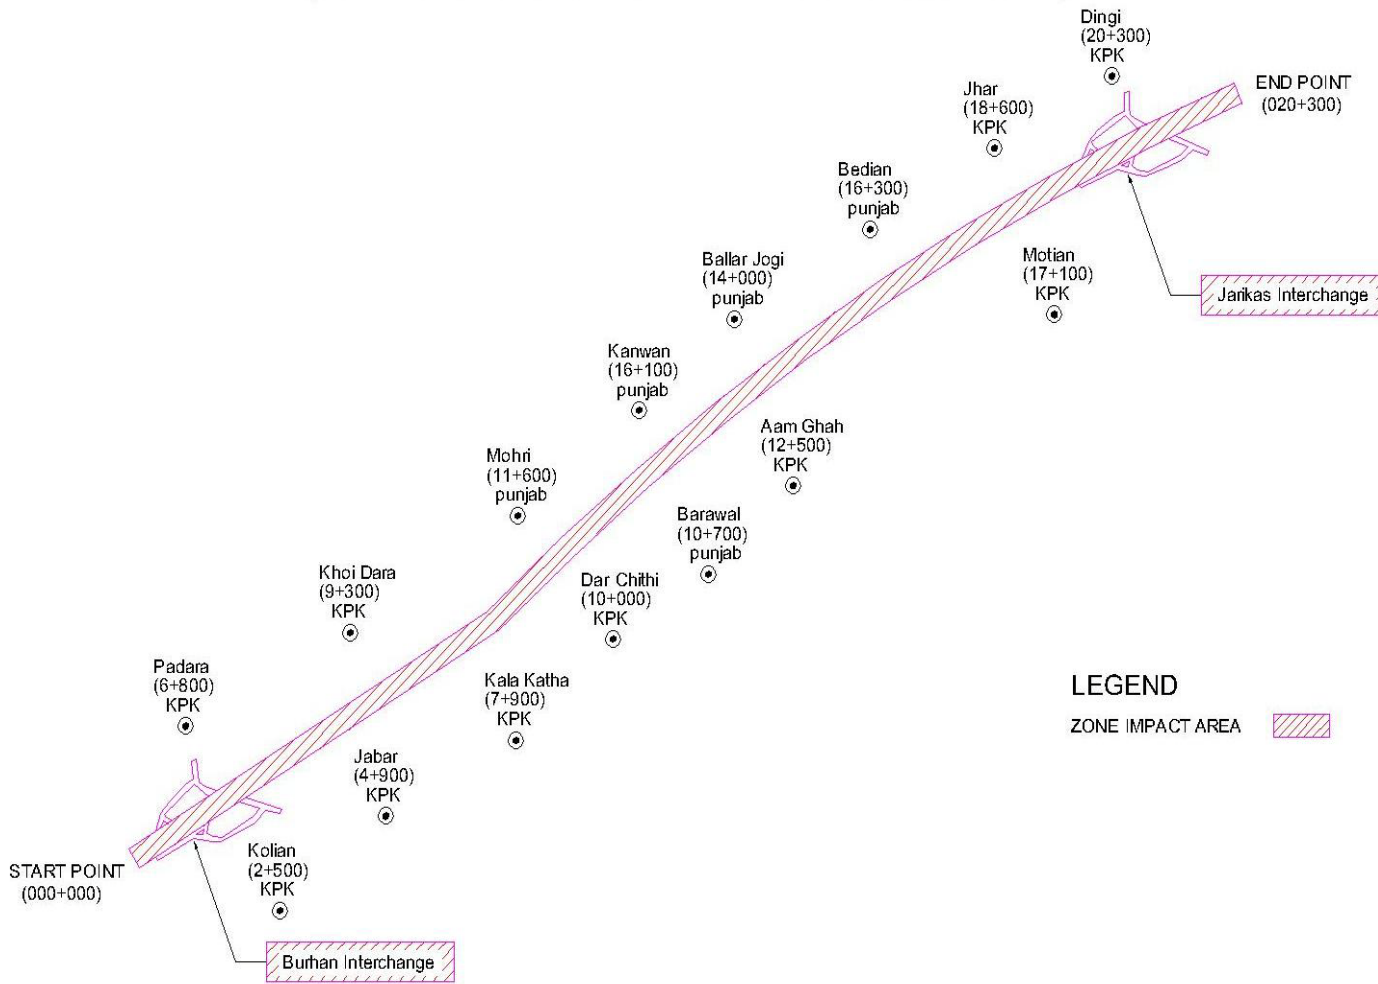 Dingi
(20+300)
KPK
END POINT
(020+300)
Jhar
(18+600)
KPK
Bedian
(16+300)
punjab
Motian
(17+100)
KPK
Jarikas Interchange
Ballar Jogi
(14+000)
punjab
Kanwan
(16+100)
punjab
Aam Ghah
(12+500)
KPK
Mohri
(11+600)
punjab
Barawal
(10+700)
punjab
Khoi Dara
(9+300)
KPK
Dar Chithi
(10+000)
KPK
Padara
(6+800)
KPK
Kala Katha
(7+900)
KPK
LEGEND
ZONE IMPACT AREA
Jabar
(4+900)
KPK
Kolian
(2+500)
KPK
START POINT
(000+000)
Burhan Interchange